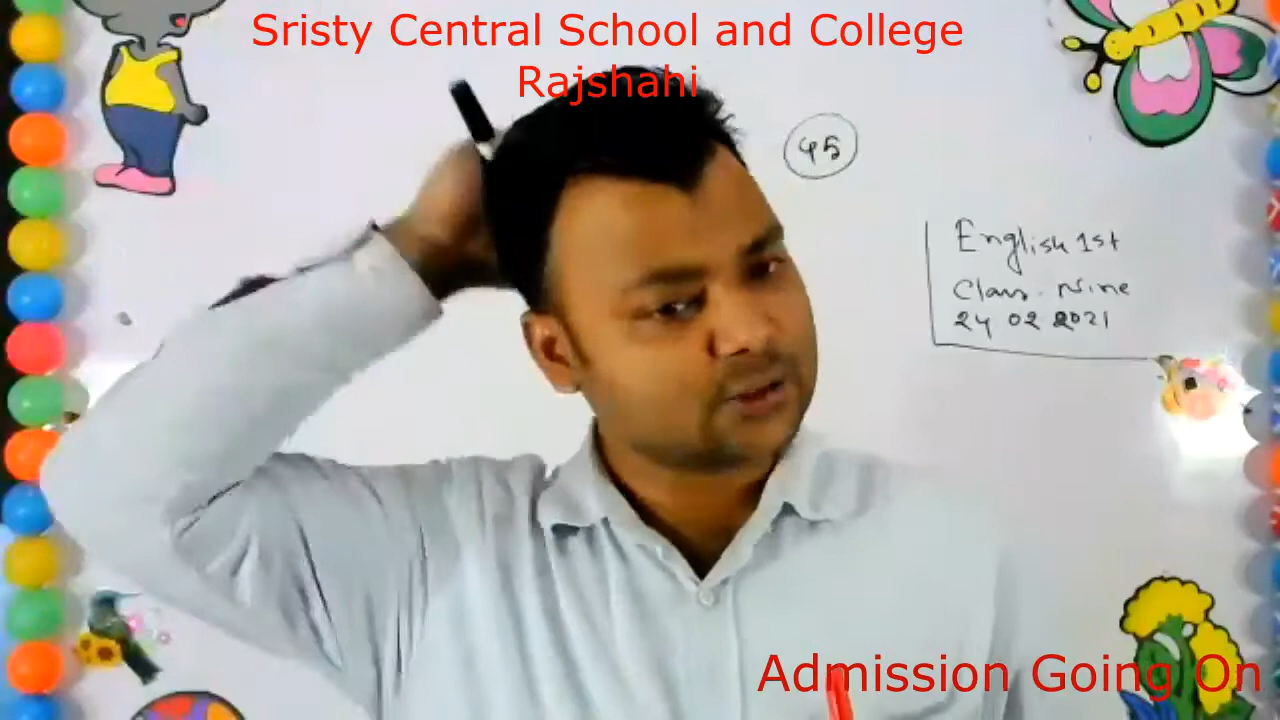 Sristy Central School and College
Rajshahi
45
English 1st
Class. Nine
24 02 2021
Admission Going On